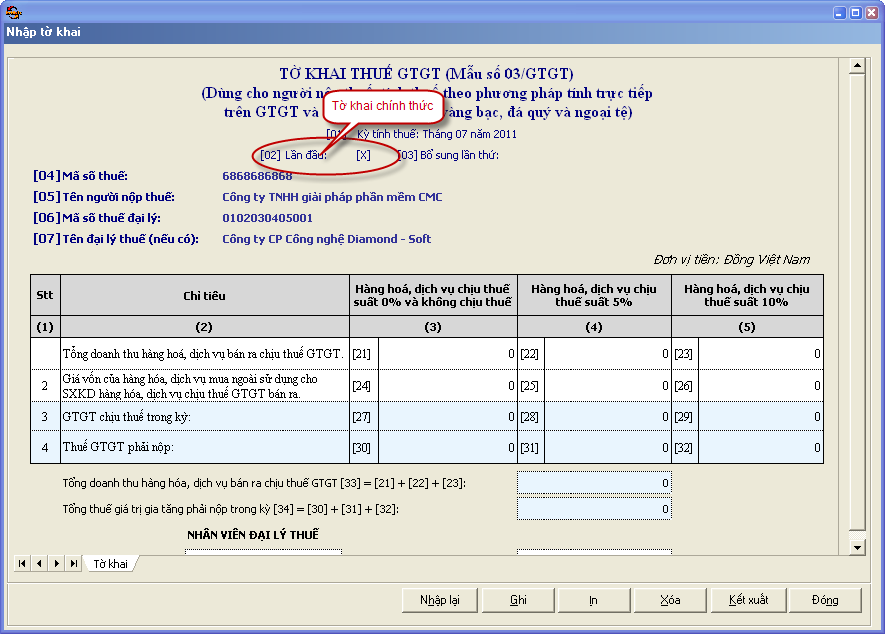 Nhập tờ khai
TỜ KHAI THUẾ GTGT (Mẫu số 03/GTGT)
(Dùng cho người theo phương pháp tính trực tiếp
trên GTGT và vàng bạc, đá quý và ngoại tệ)
Tờ khai chính thức
[01] Kỳ tính thuế: Tháng 07 năm 2011
[02] Lần đầu: [X] [03] Bổ sung lần thứ:
[04] Mã số thuế: 6868686868
[05] Tên người nộp thuế: Công ty TNHH giải pháp phần mềm CMC
[06] Mã số thuế đại lý: 0102030405001
[07] Tên đại lý thuế (nếu có): Công ty CP Công nghệ Diamond - Soft
Đơn vị tiền: Đồng Việt Nam
Stt Chỉ tiêu Hàng hoá, dịch vụ chịu thuế suất 0% và không chịu thuế Hàng hoá, dịch vụ chịu thuế suất 5% Hàng hoá, dịch vụ chịu thuế suất 10%
(1) (2) (3) (4) (5)
Tổng doanh thu hàng hoá, dịch vụ bán ra chịu thuế GTGT. [21] 0 [22] 0 [23] 0
2 Giá vốn của hàng hóa, dịch vụ mua ngoài sử dụng cho SXKD hàng hóa, dịch vụ chịu thuế GTGT bán ra. [24] 0 [25] 0 [26] 0
3 GTGT chịu thuế trong kỳ: [27] 0 [28] 0 [29] 0
4 Thuế GTGT phải nộp: [30] 0 [31] 0 [32] 0
Tổng doanh thu hàng hóa, dịch vụ bán ra chịu thuế GTGT [33] = [21] + [22] + [23]: 0
Tổng thuế giá trị gia tăng phải nộp trong kỳ [34] = [30] + [31] + [32]: 0
NHÂN VIÊN ĐẠI LÝ THUẾ
Tờ khai
Nhập lại Ghi In Xóa Kết xuất Đóng